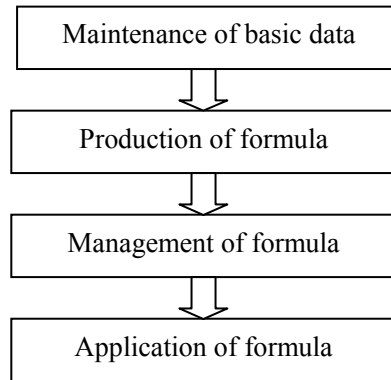 Maintenance of basic data
Production of formula
Management of formula
Application of formula